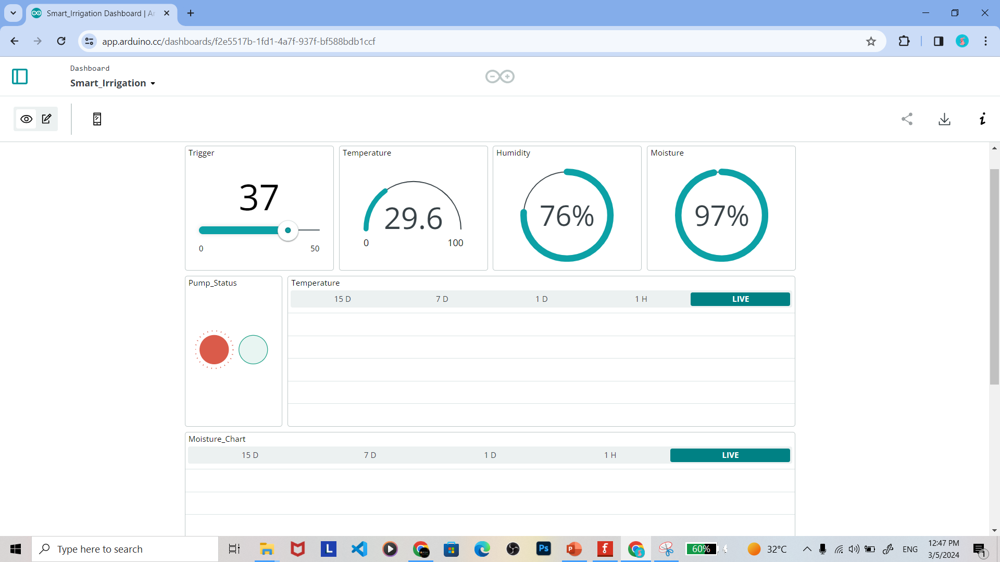 Smart_Irrigation Dashboard | Ar
app.arduino.cc/dashboards/f2e5517b-1fd1-4a7f-937f-bf588bdb1ccf
Dashboard
Smart_Irrigation
i
Trigger
37
0
50
Temperature
29.6
0
100
Humidity
76%
Moisture
97%
Pump_Status
Temperature
15 D
7 D
1 D
1 H
LIVE
Moisture_Chart
15 D
7 D
1 D
1 H
LIVE
Type here to search
L
Ps
P
f
60%
32°C
ENG
12:47 PM
3/5/2024
1